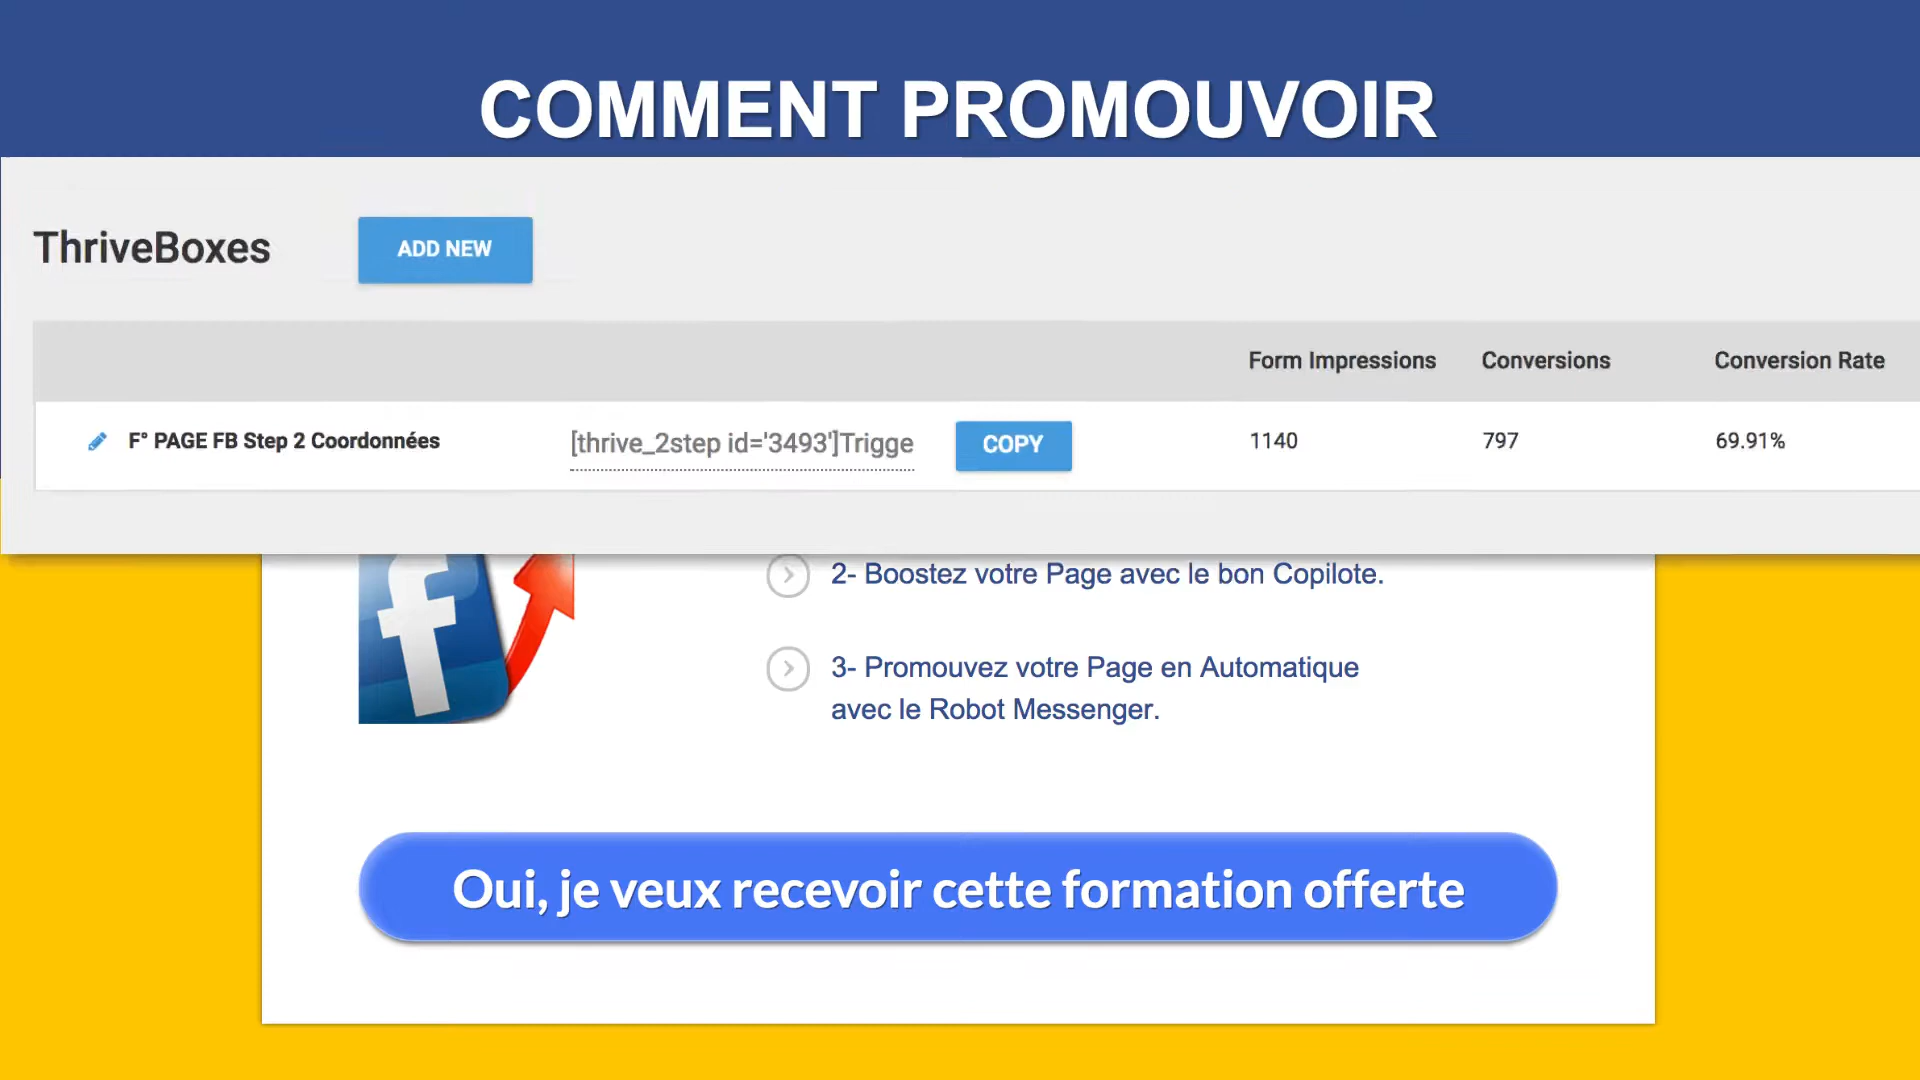 COMMENT PROMOUVOIR
ThriveBoxes
ADD NEW
Form Impressions Conversions Conversion Rate
F° PAGE FB Step 2 Coordonnées [thrive_2step id='3493']Trigge COPY 1140 797 69.91%
2- Boostez votre Page avec le bon Copilote.
3- Promouvez votre Page en Automatique
avec le Robot Messenger.
Oui, je veux recevoir cette formation offerte